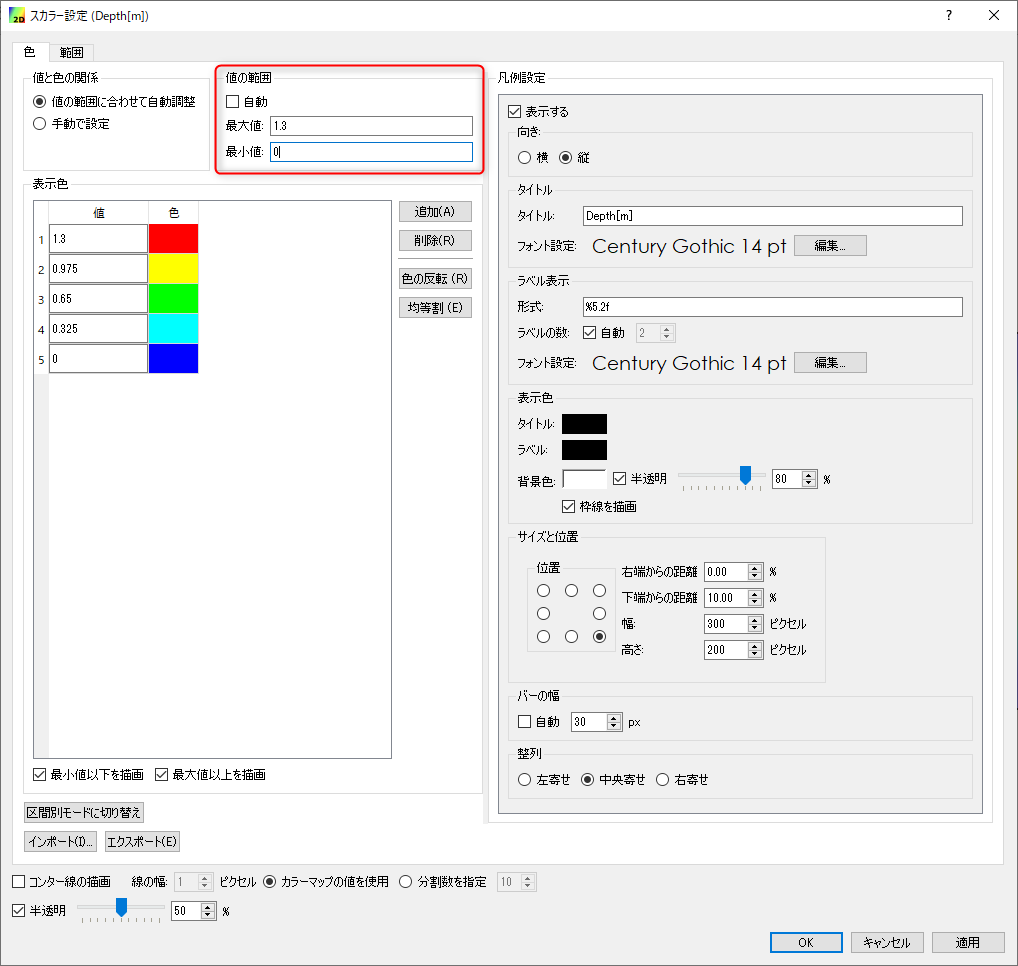 2D スカラー設定 (Depth[m])
?
色 範囲
値と色の関係
値の範囲に合わせて自動調整
手動で設定
値の範囲
自動
最大値: 1.3
最小値: 0
表示色
値 色
1 1.3
2 0.975
3 0.65
4 0.325
5 0
追加(A)
削除(R)
色の反転 (R)
均等割 (E)
最小値以下を描画 最大値以上を描画
区間別モードに切り替え
インポート(I)... エクスポート(E)
凡例設定
表示する
向き:
横 縦
タイトル
タイトル: Depth[m]
フォント設定: Century Gothic 14 pt 編集...
ラベル表示
形式: %5.2f
ラベルの数: 自動 2
フォント設定: Century Gothic 14 pt 編集...
表示色
タイトル:
ラベル:
背景色: 半透明 80 %
枠線を描画
サイズと位置
位置
右端からの距離 0.00 %
下端からの距離 10.00 %
幅: 300 ピクセル
高さ: 200 ピクセル
バーの幅
自動 30 px
整列
左寄せ 中央寄せ 右寄せ
コンター線の描画 線の幅: 1 ピクセル カラーマップの値を使用 分割数を指定 10
半透明 50 %
OK キャンセル 適用